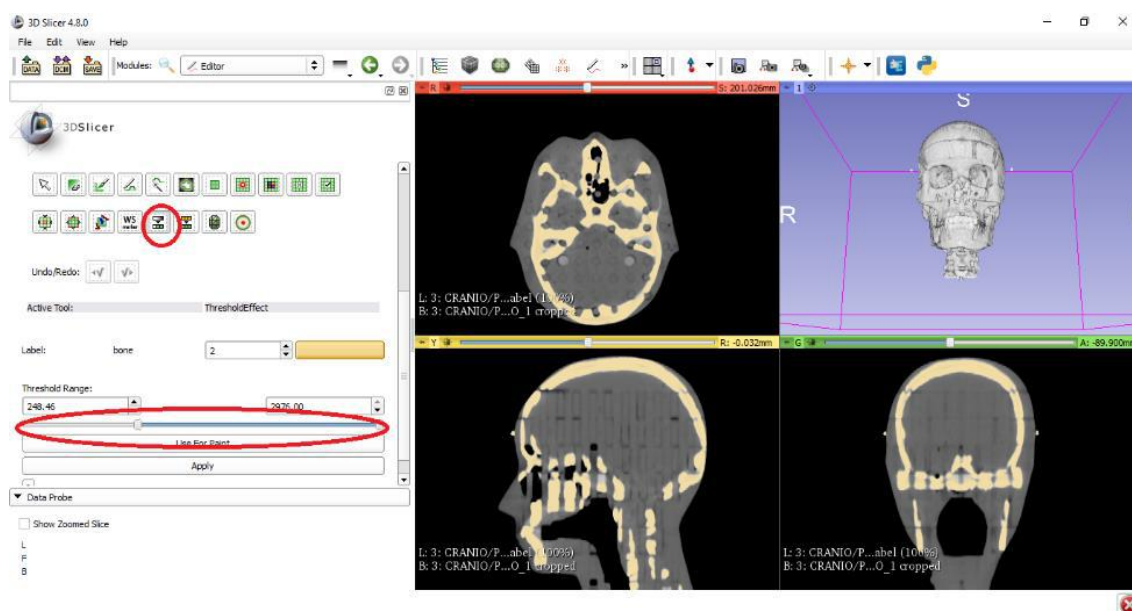 3D Slicer 4.8.0
File Edit View Help
DATA DCM SAVE Modules: Editor
3DSlicer
WS
Undo/Redo:
Active Tool: ThresholdEffect
Label: bone 2
Threshold Range:
248.46 2976.00
Use For Paint
Apply
Data Probe
Show Zoomed Slice
L
F
B
R S: 201.026mm
L: 3: CRANIO/P...abel (100%)
B: 3: CRANIO/P...O_1 cropped
1
S
R
Y R: -0.032mm
L: 3: CRANIO/P...abel (100%)
B: 3: CRANIO/P...O_1 cropped
G A: -89.900mm
L: 3: CRANIO/P...abel (100%)
B: 3: CRANIO/P...O_1 cropped